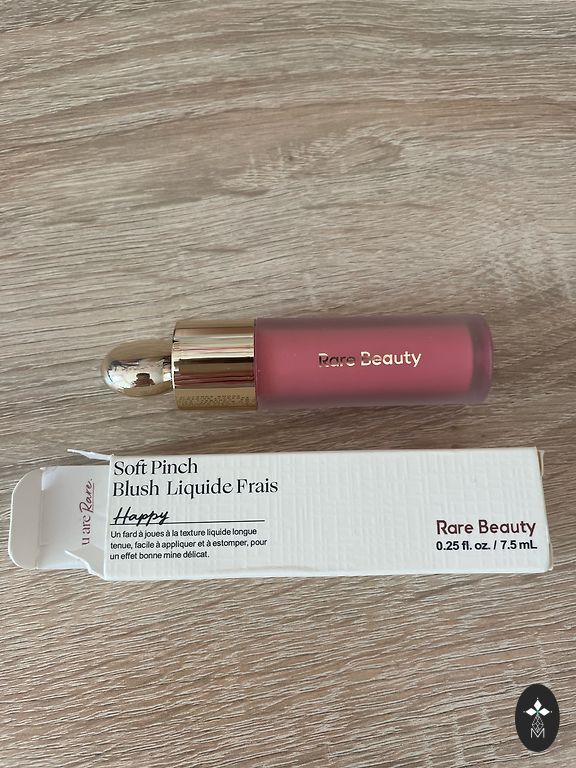 Rare Beauty
Soft Pinch
Blush Liquide Frais
Happy
Un fard à joues à la texture liquide longue
tenue, facile à appliquer et à estomper, pour
un effet bonne mine délicat.
Rare Beauty
0.25 fl. oz. / 7.5 mL
u are Rare.
M